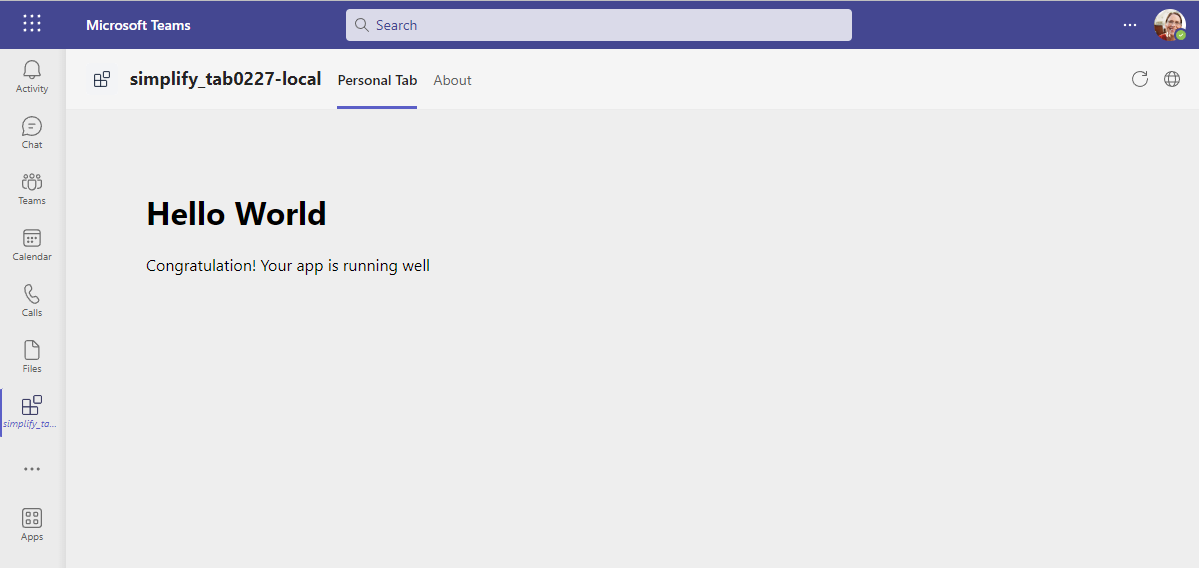 Microsoft Teams
Search
Activity
Chat
Teams
Calendar
Calls
Files
simplify_ta...
Apps
simplify_tab0227-local
Personal Tab
About
Hello World
Congratulation! Your app is running well